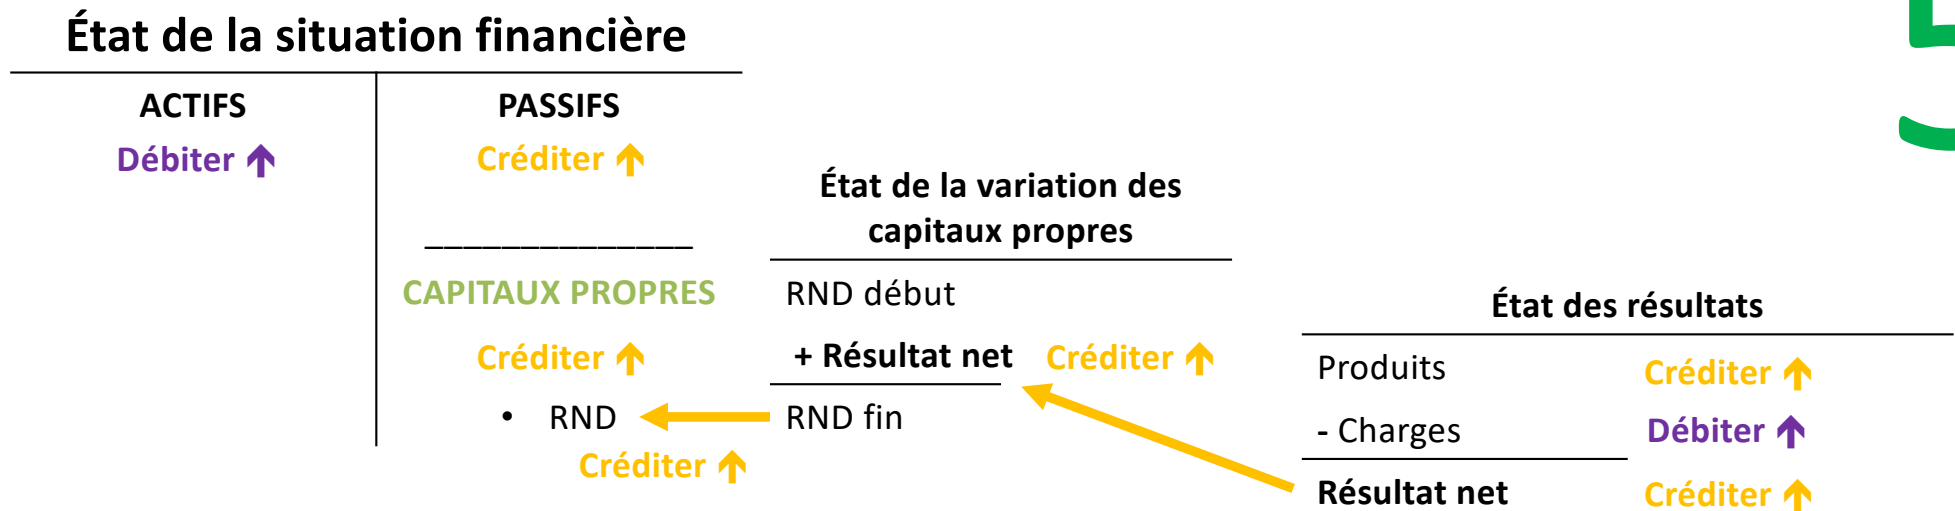 État de la situation financière
ACTIFS
Débiter
PASSIFS
Créditer
CAPITAUX PROPRES
Créditer
• RND
Créditer
État de la variation des
capitaux propres
RND début
+ Résultat net Créditer
RND fin
État des résultats
Produits Créditer
- Charges Débiter
Résultat net Créditer